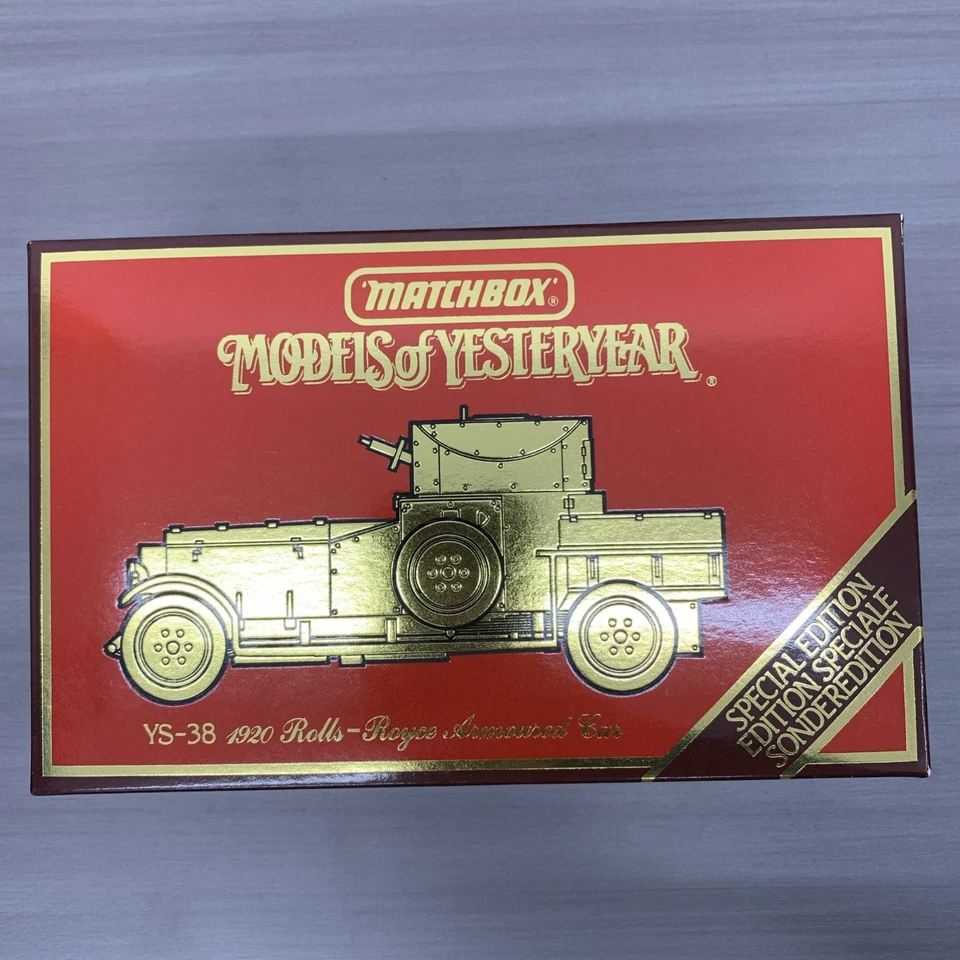 'MATCHBOX'®
MODELS of YESTERYEAR®
YS-38 1920 Rolls-Royce Armoured Car
SPECIAL EDITION
EDITION SPECIALE
SONDEREDITION